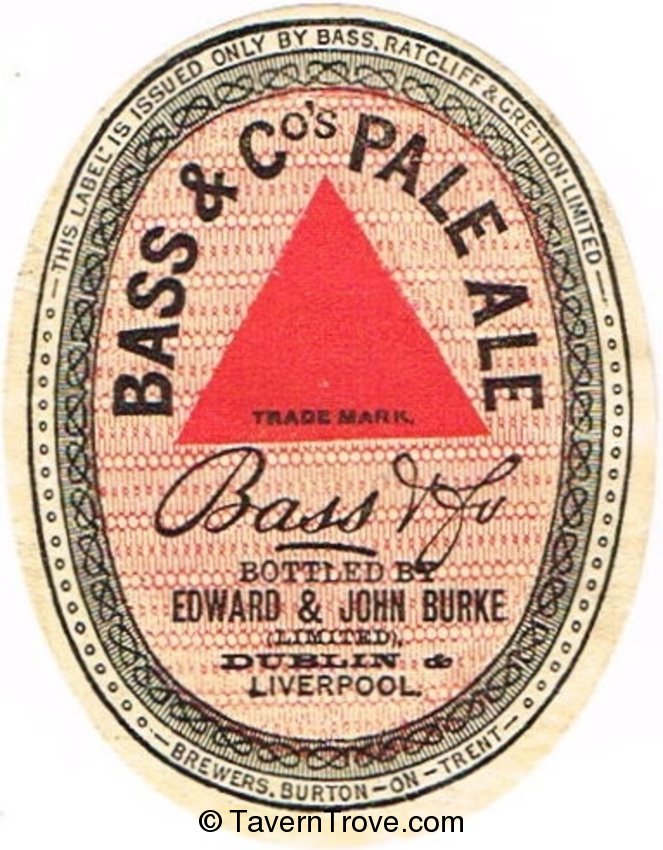 THIS LABEL IS ISSUED ONLY BY BASS, RATCLIFF & GRETTON-LIMITED
BASS & Co's PALE ALE
TRADE MARK.
Bass & Co
BOTTLED BY
EDWARD & JOHN BURKE
(LIMITED),
DUBLIN &
LIVERPOOL.
BREWERS, BURTON-ON-TRENT
© TavernTrove.com